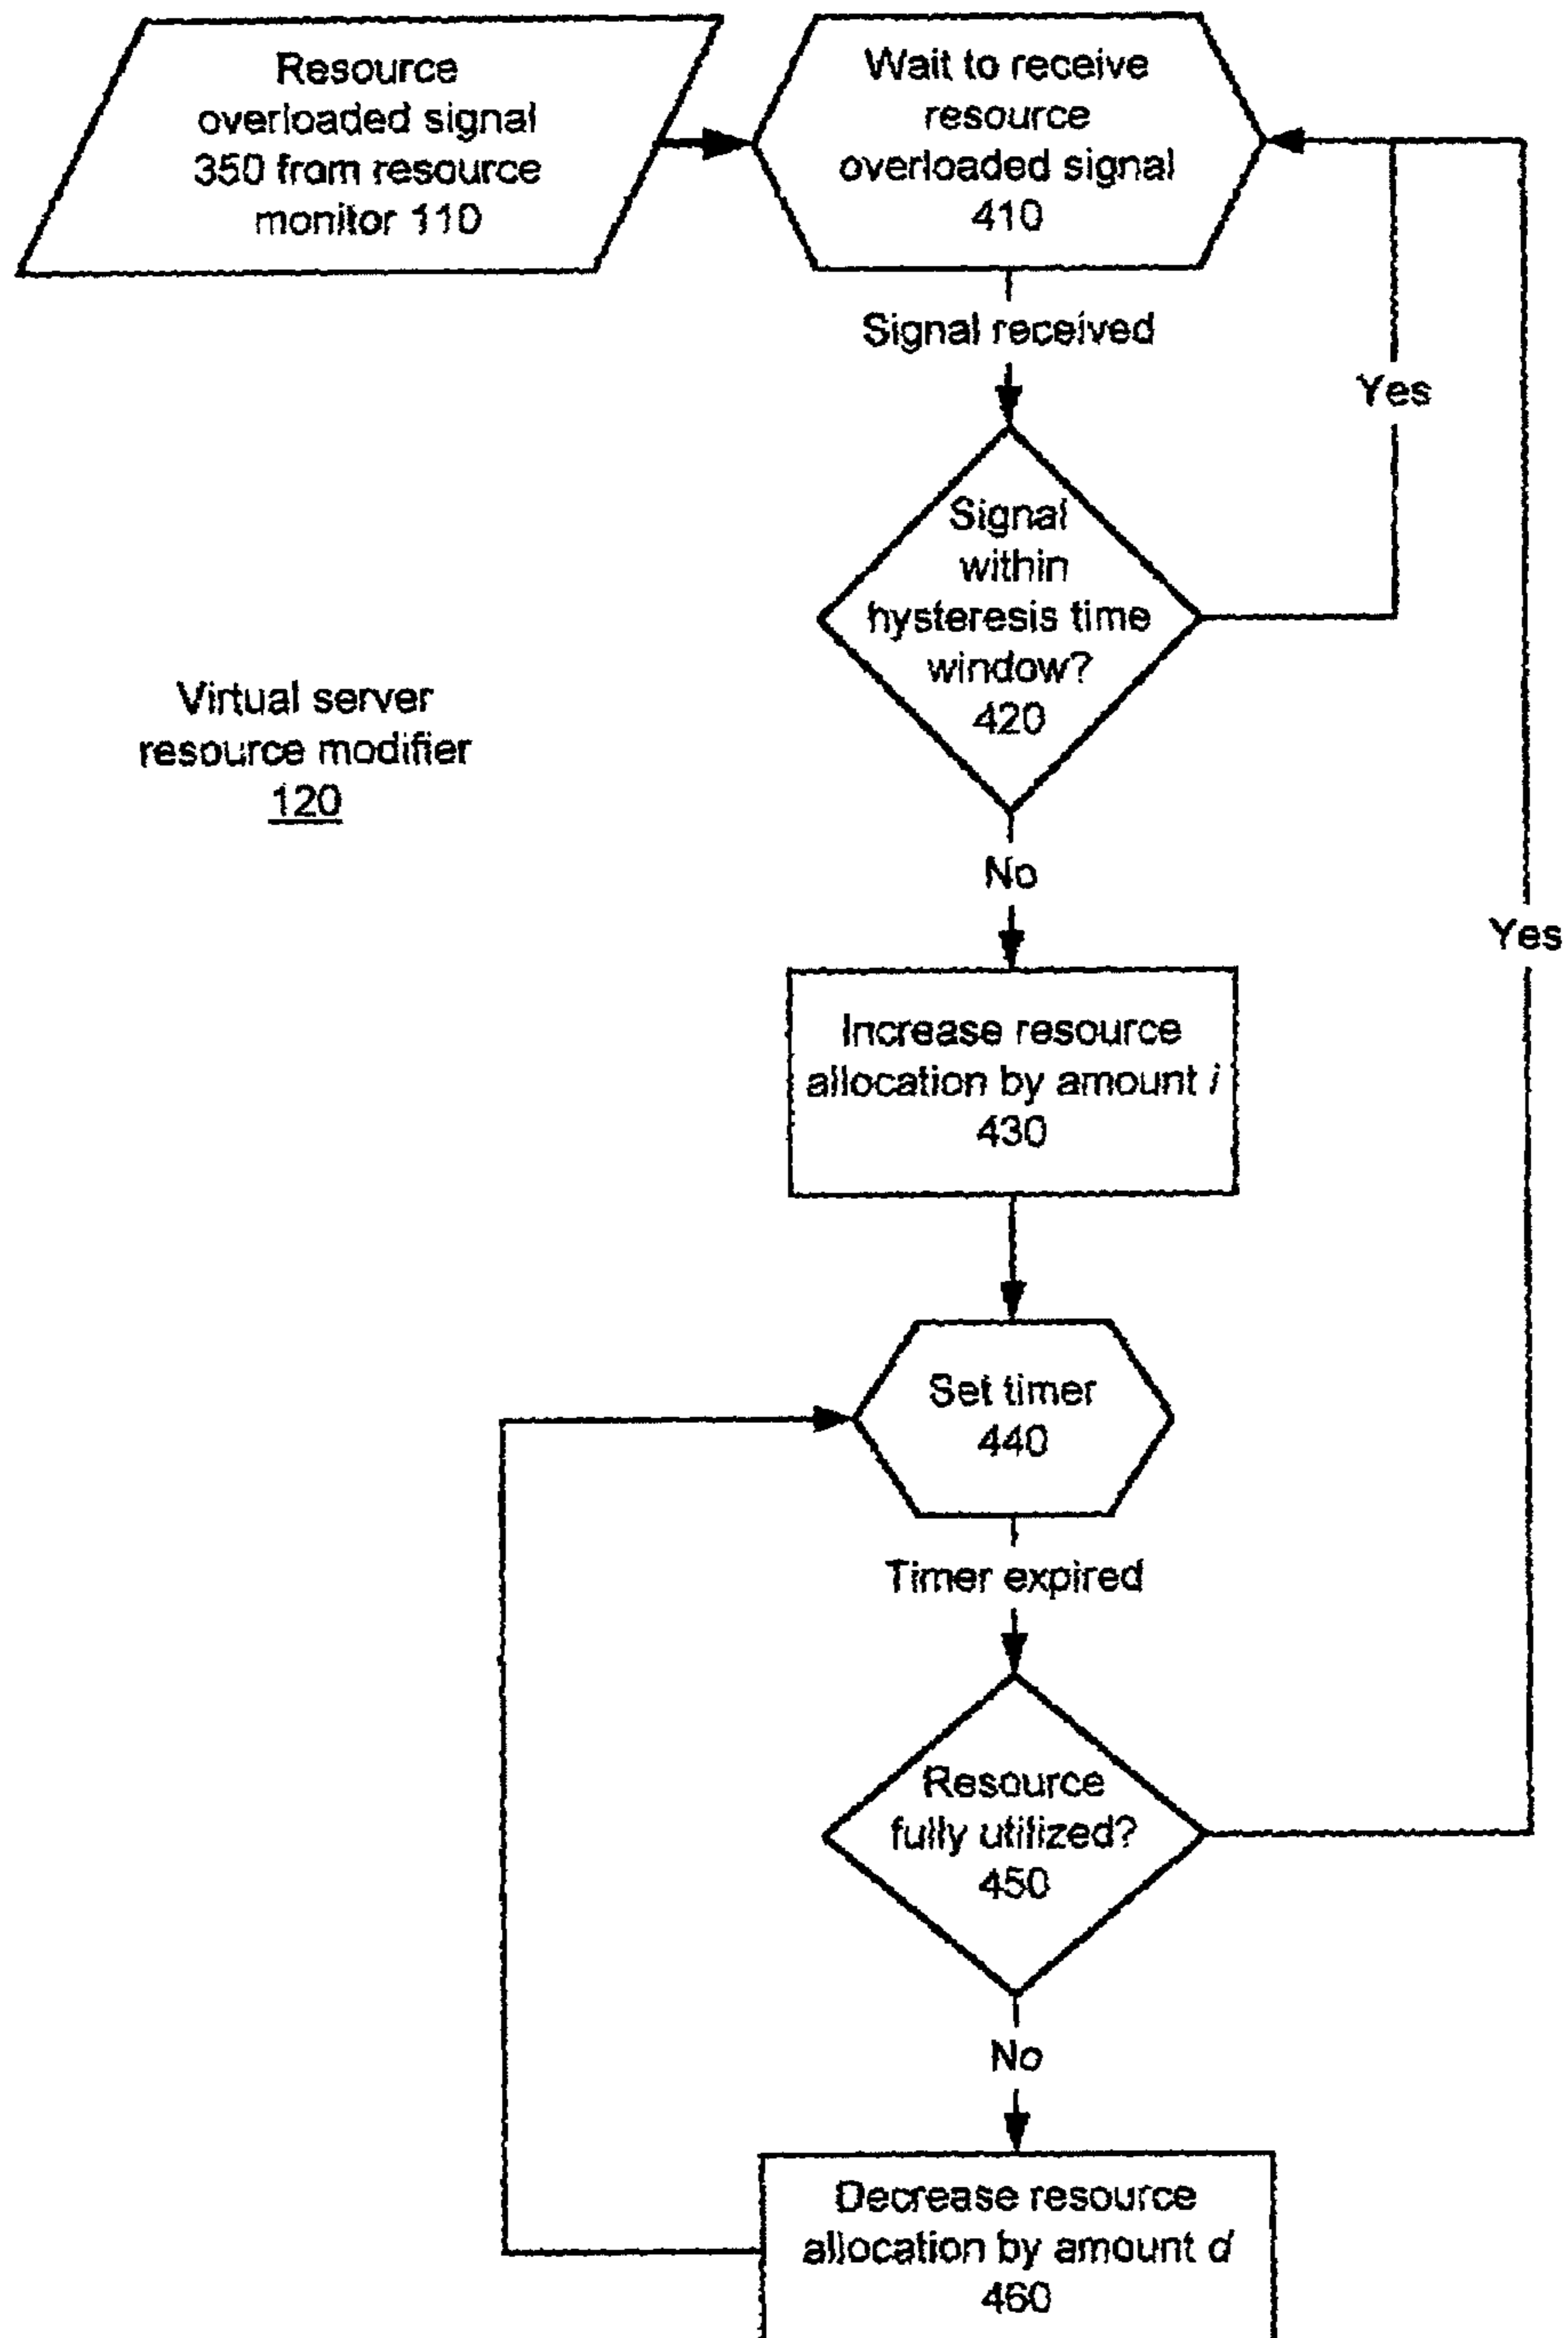 Resource
overloaded signal
350 from resource
monitor 110
Wait to receive
resource
overloaded signal
410
Signal received
Yes
Signal
within
hysteresis time
window?
420
Virtual server
resource modifier
120
No
Yes
Increase resource
allocation by amount i
430
Set timer
440
Timer expired
Resource
fully utilized?
450
No
Decrease resource
allocation by amount d
460